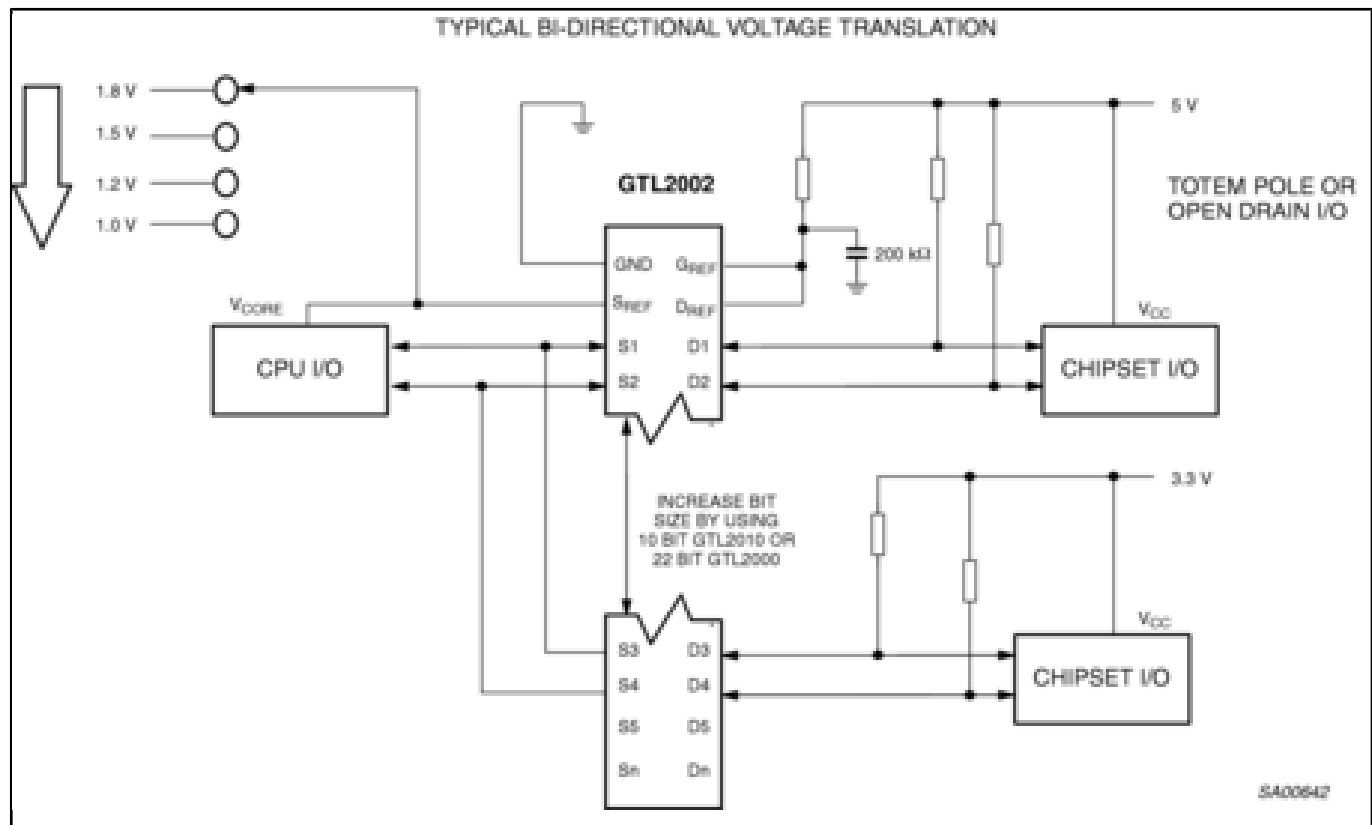 TYPICAL BI-DIRECTIONAL VOLTAGE TRANSLATION
1.8 V
1.5 V
1.2 V
1.0 V
5 V
TOTEM POLE OR
OPEN DRAIN I/O
GTL2002
200 kΩ
GND GREF
SREF DREF
S1 D1
S2 D2
VCORE
CPU I/O
VCC
CHIPSET I/O
INCREASE BIT
SIZE BY USING
10 BIT GTL2010 OR
22 BIT GTL2000
3.3 V
S3 D3
S4 D4
S5 D5
Sn Dn
VCC
CHIPSET I/O
SA00642